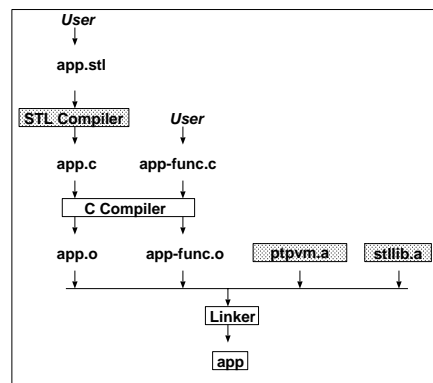 User
app.stl
STL Compiler
User
app.c app-func.c
C Compiler
app.o app-func.o ptpvm.a stllib.a
Linker
app